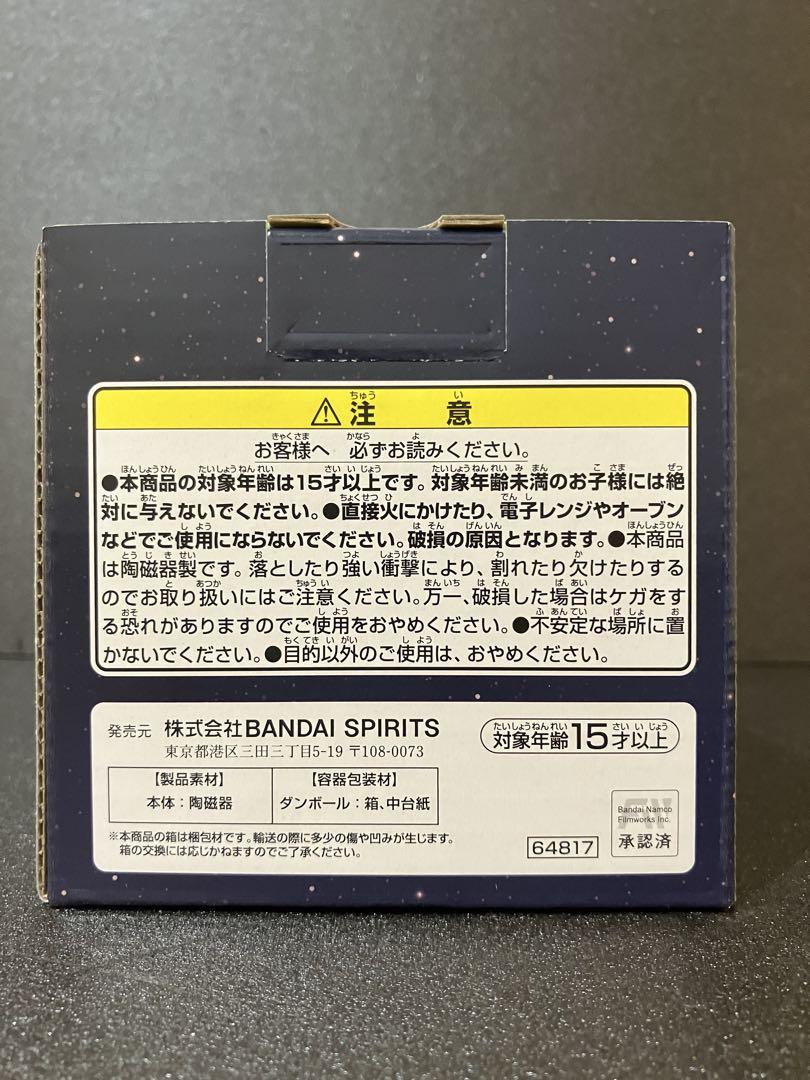 ⚠注　意
お客様へ 必ずお読みください。
●本商品の対象年齢は15才以上です。対象年齢未満のお子様には絶
対に与えないでください。●直接火にかけたり、電子レンジやオーブン
などでご使用にならないでください。破損の原因となります。●本商品
は陶磁器製です。落としたり強い衝撃により、割れたり欠けたりする
のでお取り扱いにはご注意ください。万一、破損した場合はケガをす
る恐れがありますのでご使用をおやめください。●不安定な場所に置
かないでください。●目的以外のご使用は、おやめください。
発売元 株式会社BANDAI SPIRITS
東京都港区三田三丁目5-19 〒108-0073
対象年齢15才以上
【製品素材】 【容器包装材】
本体：陶磁器 ダンボール：箱、中台紙
※本商品の箱は梱包材です。輸送の際に多少の傷や凹みが生じます。
箱の交換には応じかねますのでご了承ください。
64817
Bandai Namco
Filmworks Inc.
承認済